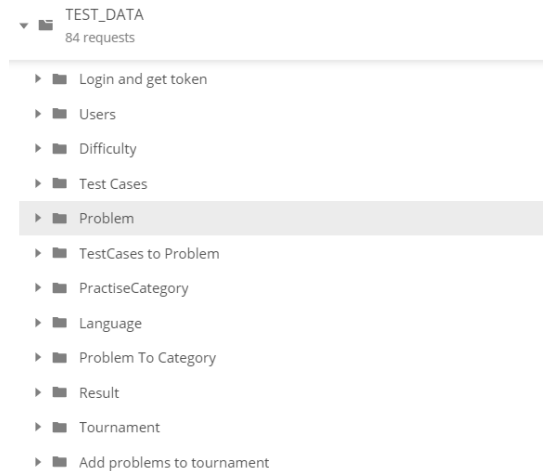 TEST_DATA
84 requests
Login and get token
Users
Difficulty
Test Cases
Problem
TestCases to Problem
PractiseCategory
Language
Problem To Category
Result
Tournament
Add problems to tournament